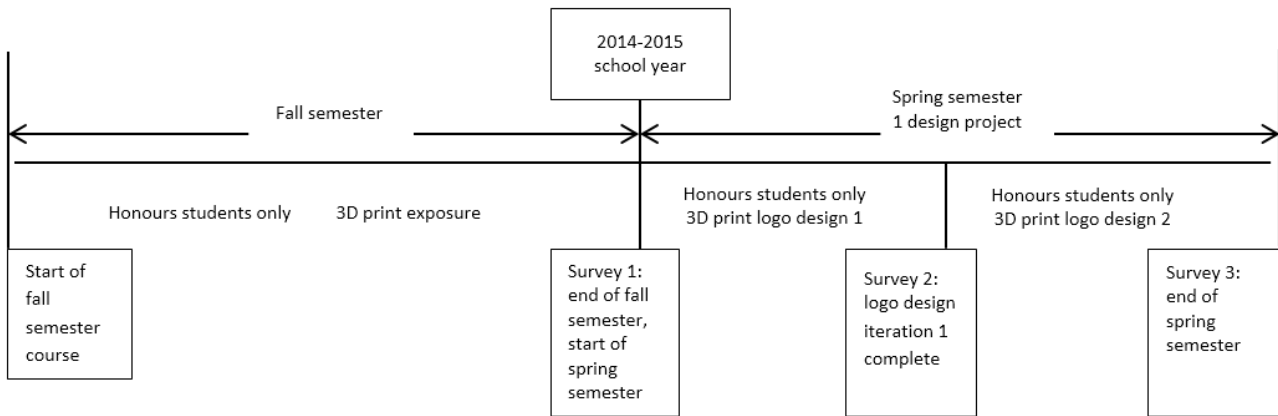 2014-2015
school year
Fall semester
Spring semester
1 design project
Honours students only 3D print exposure
Honours students only
3D print logo design 1
Honours students only
3D print logo design 2
Start of
fall
semester
course
Survey 1:
end of fall
semester,
start of
spring
semester
Survey 2:
logo design
iteration 1
complete
Survey 3:
end of
spring
semester